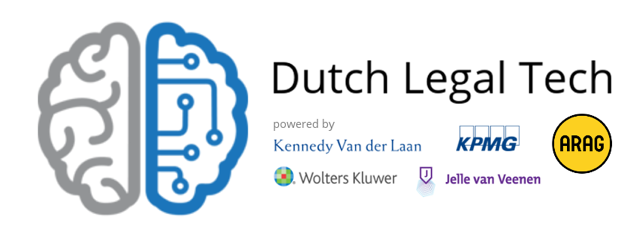 Dutch Legal Tech
powered by
Kennedy Van der Laan
KPMG
ARAG
Wolters Kluwer
J
Jelle van Veenen